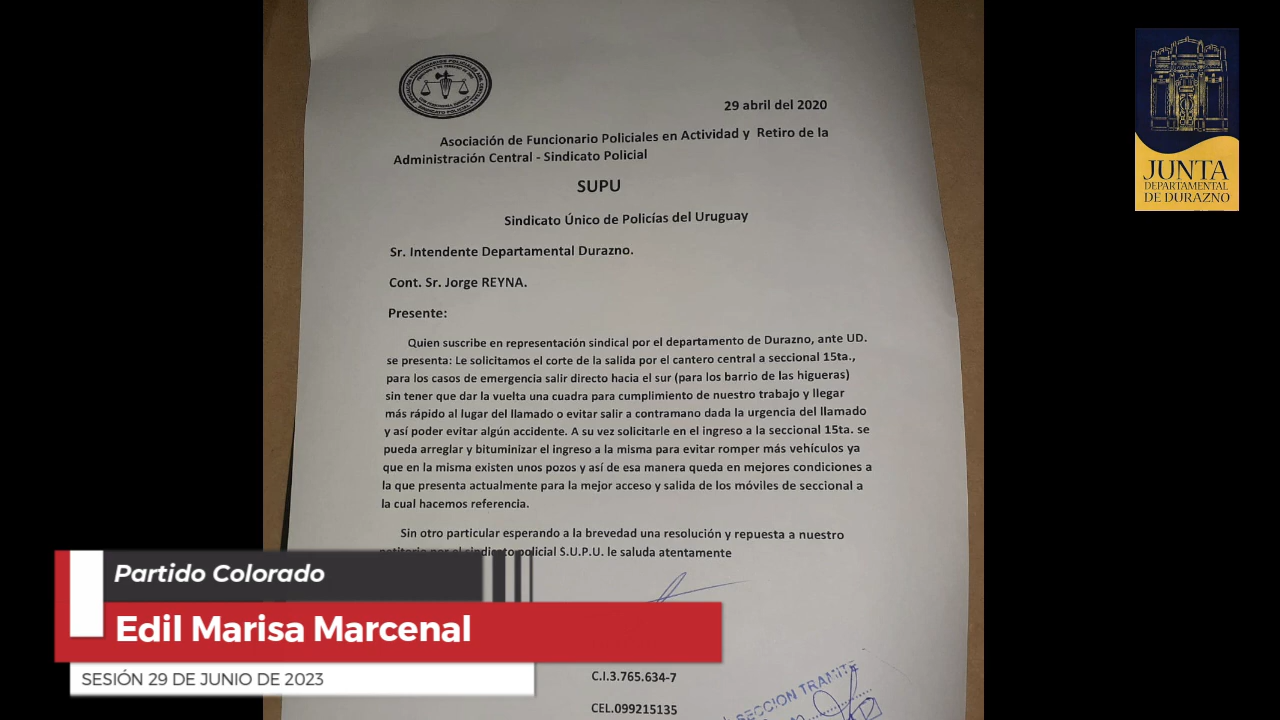 29 abril del 2020
Asociación de Funcionario Policiales en Actividad y Retiro de la
Administración Central - Sindicato Policial
SUPU
Sindicato Único de Policías del Uruguay
Sr. Intendente Departamental Durazno.
Cont. Sr. Jorge REYNA.
Presente:
Quien suscribe en representación sindical por el departamento de Durazno, ante UD.
se presenta: Le solicitamos el corte de la salida por el cantero central a seccional 15ta.,
para los casos de emergencia salir directo hacia el sur (para los barrio de las higueras)
sin tener que dar la vuelta una cuadra para cumplimiento de nuestro trabajo y llegar
más rápido al lugar del llamado o evitar salir a contramano dada la urgencia del llamado
y así poder evitar algún accidente. A su vez solicitarle en el ingreso a la seccional 15ta. se
pueda arreglar y bituminizar el ingreso a la misma para evitar romper más vehículos ya
que en la misma existen unos pozos y así de esa manera queda en mejores condiciones a
la que presenta actualmente para la mejor acceso y salida de los móviles de seccional a
la cual hacemos referencia.
Sin otro particular esperando a la brevedad una resolución y repuesta a nuestro
petitorio por el sindicato policial S.U.P.U. le saluda atentamente
C.I.3.765.634-7
CEL.099215135
SECCION TRAMITE
JUNTA
DEPARTAMENTAL
DE DURAZNO
Partido Colorado
Edil Marisa Marcenal
SESIÓN 29 DE JUNIO DE 2023